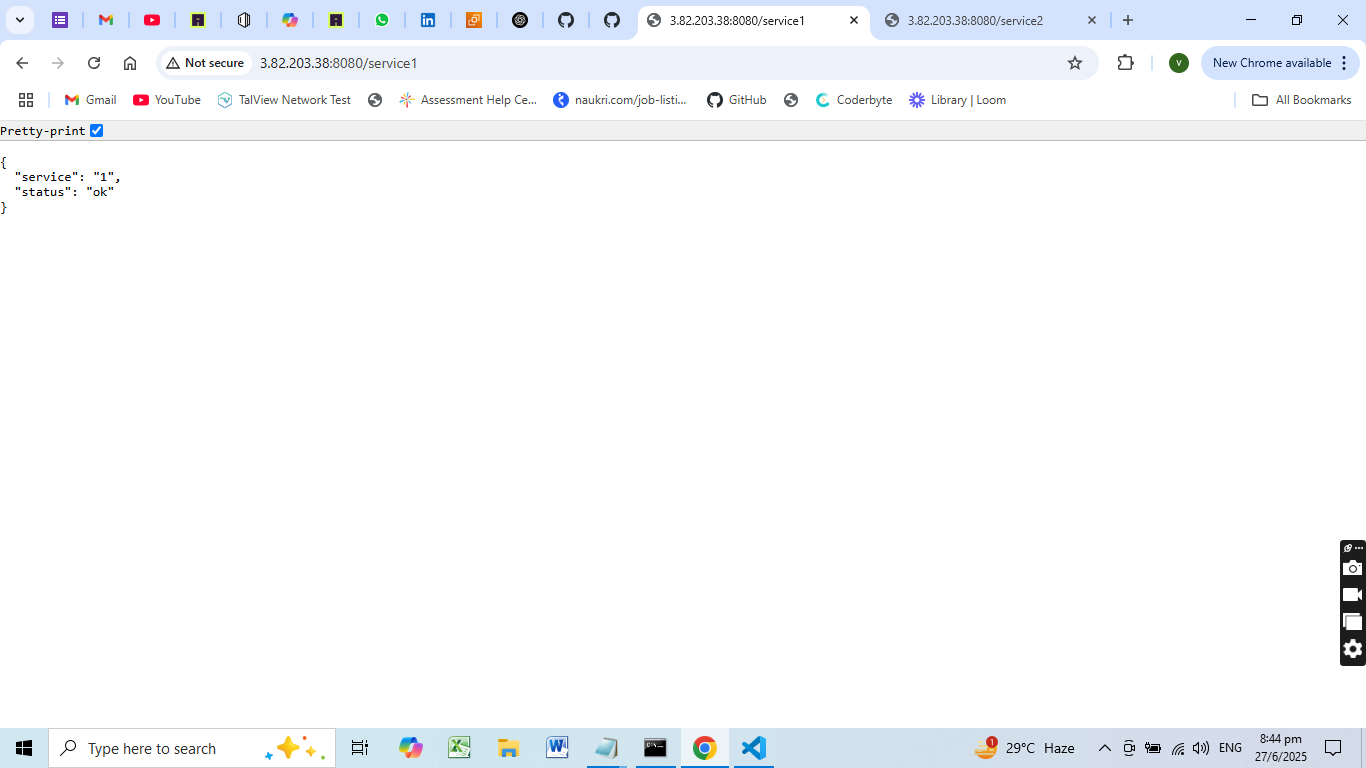 3.82.203.38:8080/service1
3.82.203.38:8080/service2
Not secure
3.82.203.38:8080/service1
V
New Chrome available
Gmail
YouTube
TalView Network Test
Assessment Help Ce...
naukri.com/job-listi...
GitHub
Coderbyte
Library | Loom
All Bookmarks
Pretty-print
{
"service": "1",
"status": "ok"
}
Type here to search
1
29°C Haze
ENG
8:44 pm
27/6/2025